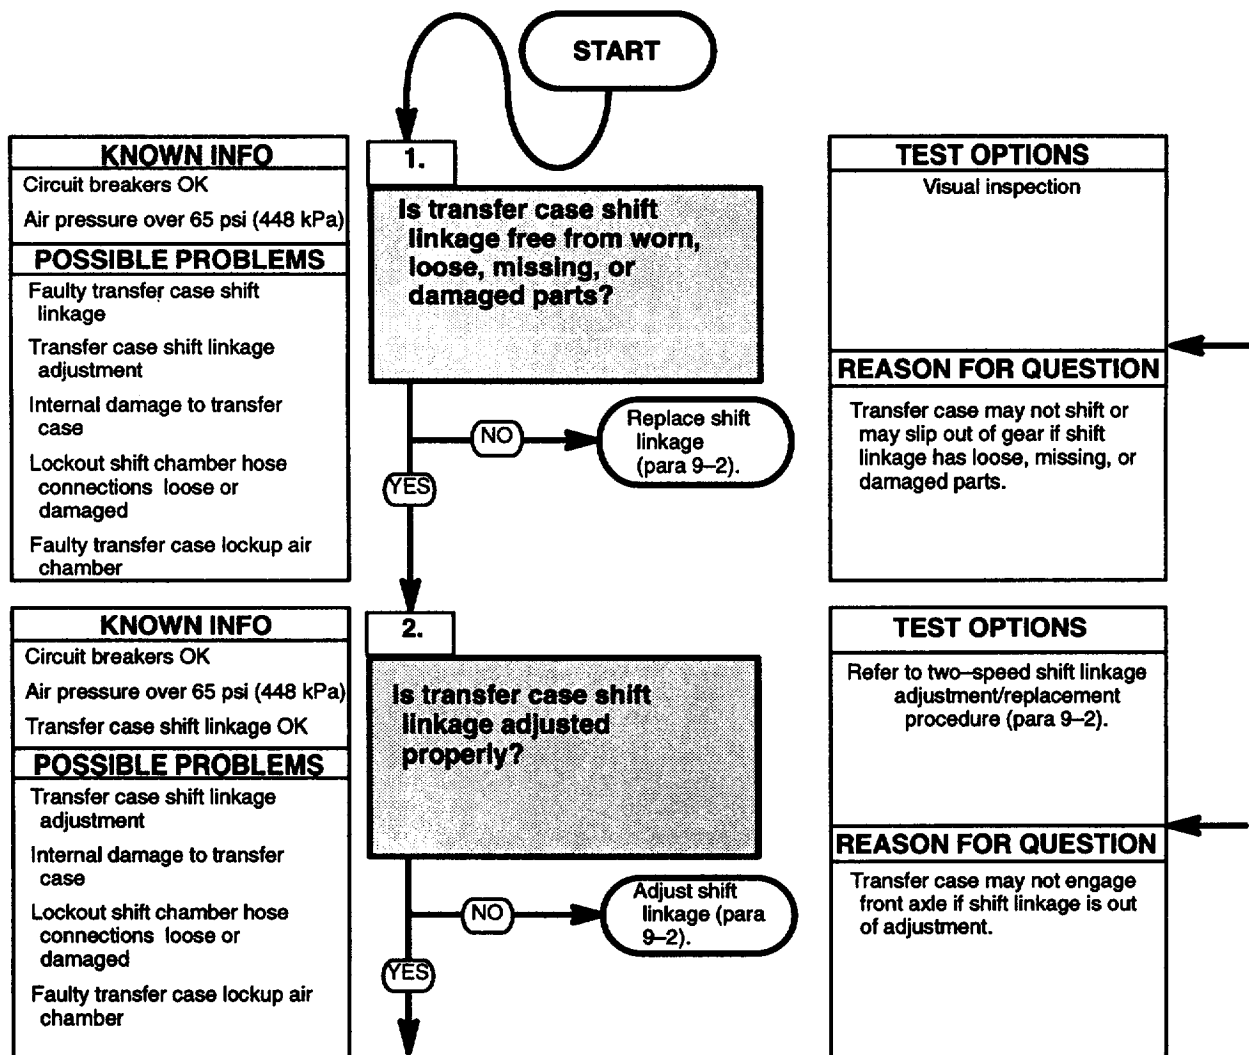 START
KNOWN INFO
Circuit breakers OK
Air pressure over 65 psi (448 kPa)
POSSIBLE PROBLEMS
Faulty transfer case shift
linkage
Transfer case shift linkage
adjustment
Internal damage to transfer
case
Lockout shift chamber hose
connections loose or
damaged
Faulty transfer case lockup air
chamber
1.
Is transfer case shift
linkage free from worn,
loose, missing, or
damaged parts?
NO
Replace shift
linkage
(para 9–2).
YES
TEST OPTIONS
Visual inspection
REASON FOR QUESTION
Transfer case may not shift or
may slip out of gear if shift
linkage has loose, missing, or
damaged parts.
KNOWN INFO
Circuit breakers OK
Air pressure over 65 psi (448 kPa)
Transfer case shift linkage OK
POSSIBLE PROBLEMS
Transfer case shift linkage
adjustment
Internal damage to transfer
case
Lockout shift chamber hose
connections loose or
damaged
Faulty transfer case lockup air
chamber
2.
Is transfer case shift
linkage adjusted
properly?
NO
Adjust shift
linkage (para
9–2).
YES
TEST OPTIONS
Refer to two–speed shift linkage
adjustment/replacement
procedure (para 9–2).
REASON FOR QUESTION
Transfer case may not engage
front axle if shift linkage is out
of adjustment.